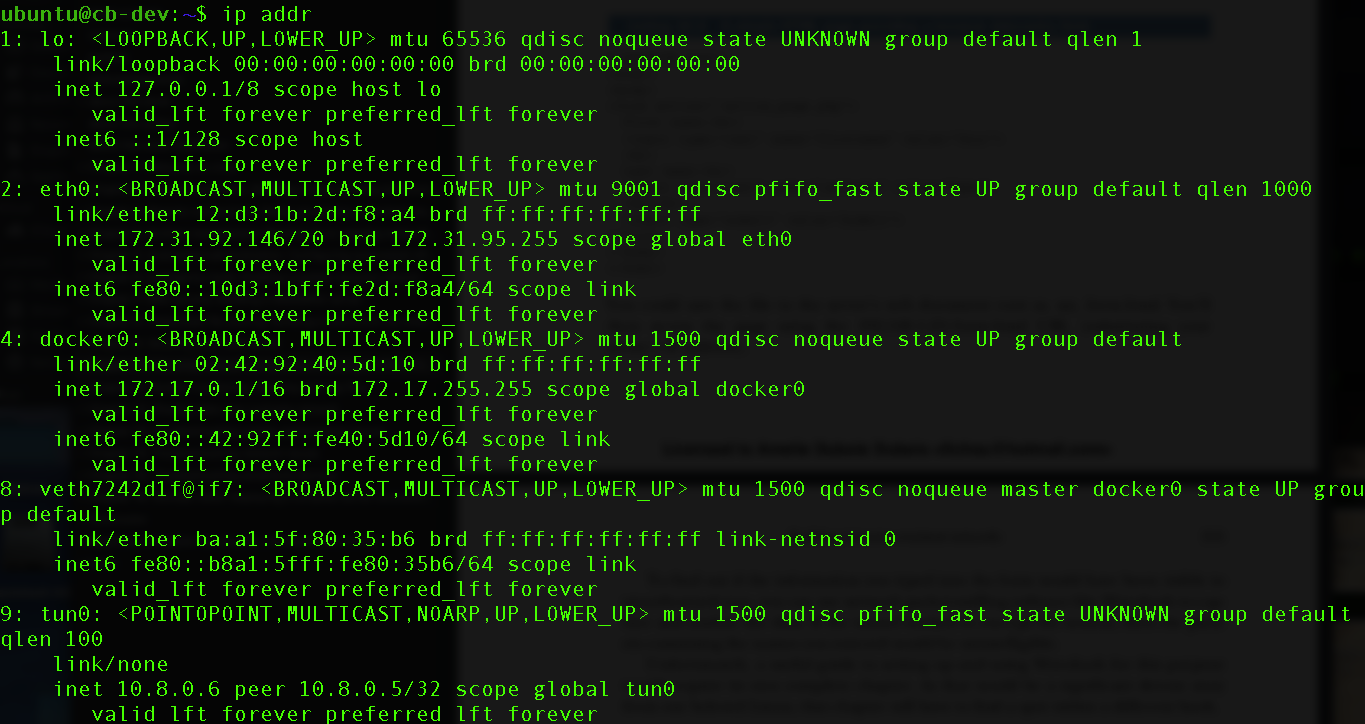 ubuntu@cb-dev:~$ ip addr
1: lo: <LOOPBACK,UP,LOWER_UP> mtu 65536 qdisc noqueue state UNKNOWN group default qlen 1
    link/loopback 00:00:00:00:00:00 brd 00:00:00:00:00:00
    inet 127.0.0.1/8 scope host lo
       valid_lft forever preferred_lft forever
    inet6 ::1/128 scope host
       valid_lft forever preferred_lft forever
2: eth0: <BROADCAST,MULTICAST,UP,LOWER_UP> mtu 9001 qdisc pfifo_fast state UP group default qlen 1000
    link/ether 12:d3:1b:2d:f8:a4 brd ff:ff:ff:ff:ff:ff
    inet 172.31.92.146/20 brd 172.31.95.255 scope global eth0
       valid_lft forever preferred_lft forever
    inet6 fe80::10d3:1bff:fe2d:f8a4/64 scope link
       valid_lft forever preferred_lft forever
4: docker0: <BROADCAST,MULTICAST,UP,LOWER_UP> mtu 1500 qdisc noqueue state UP group default
    link/ether 02:42:92:40:5d:10 brd ff:ff:ff:ff:ff:ff
    inet 172.17.0.1/16 brd 172.17.255.255 scope global docker0
       valid_lft forever preferred_lft forever
    inet6 fe80::42:92ff:fe40:5d10/64 scope link
       valid_lft forever preferred_lft forever
8: veth7242d1f@if7: <BROADCAST,MULTICAST,UP,LOWER_UP> mtu 1500 qdisc noqueue master docker0 state UP grou
p default
    link/ether ba:a1:5f:80:35:b6 brd ff:ff:ff:ff:ff:ff link-netnsid 0
    inet6 fe80::b8a1:5fff:fe80:35b6/64 scope link
       valid_lft forever preferred_lft forever
9: tun0: <POINTOPOINT,MULTICAST,NOARP,UP,LOWER_UP> mtu 1500 qdisc pfifo_fast state UNKNOWN group default
qlen 100
    link/none
    inet 10.8.0.6 peer 10.8.0.5/32 scope global tun0
       valid_lft forever preferred_lft forever